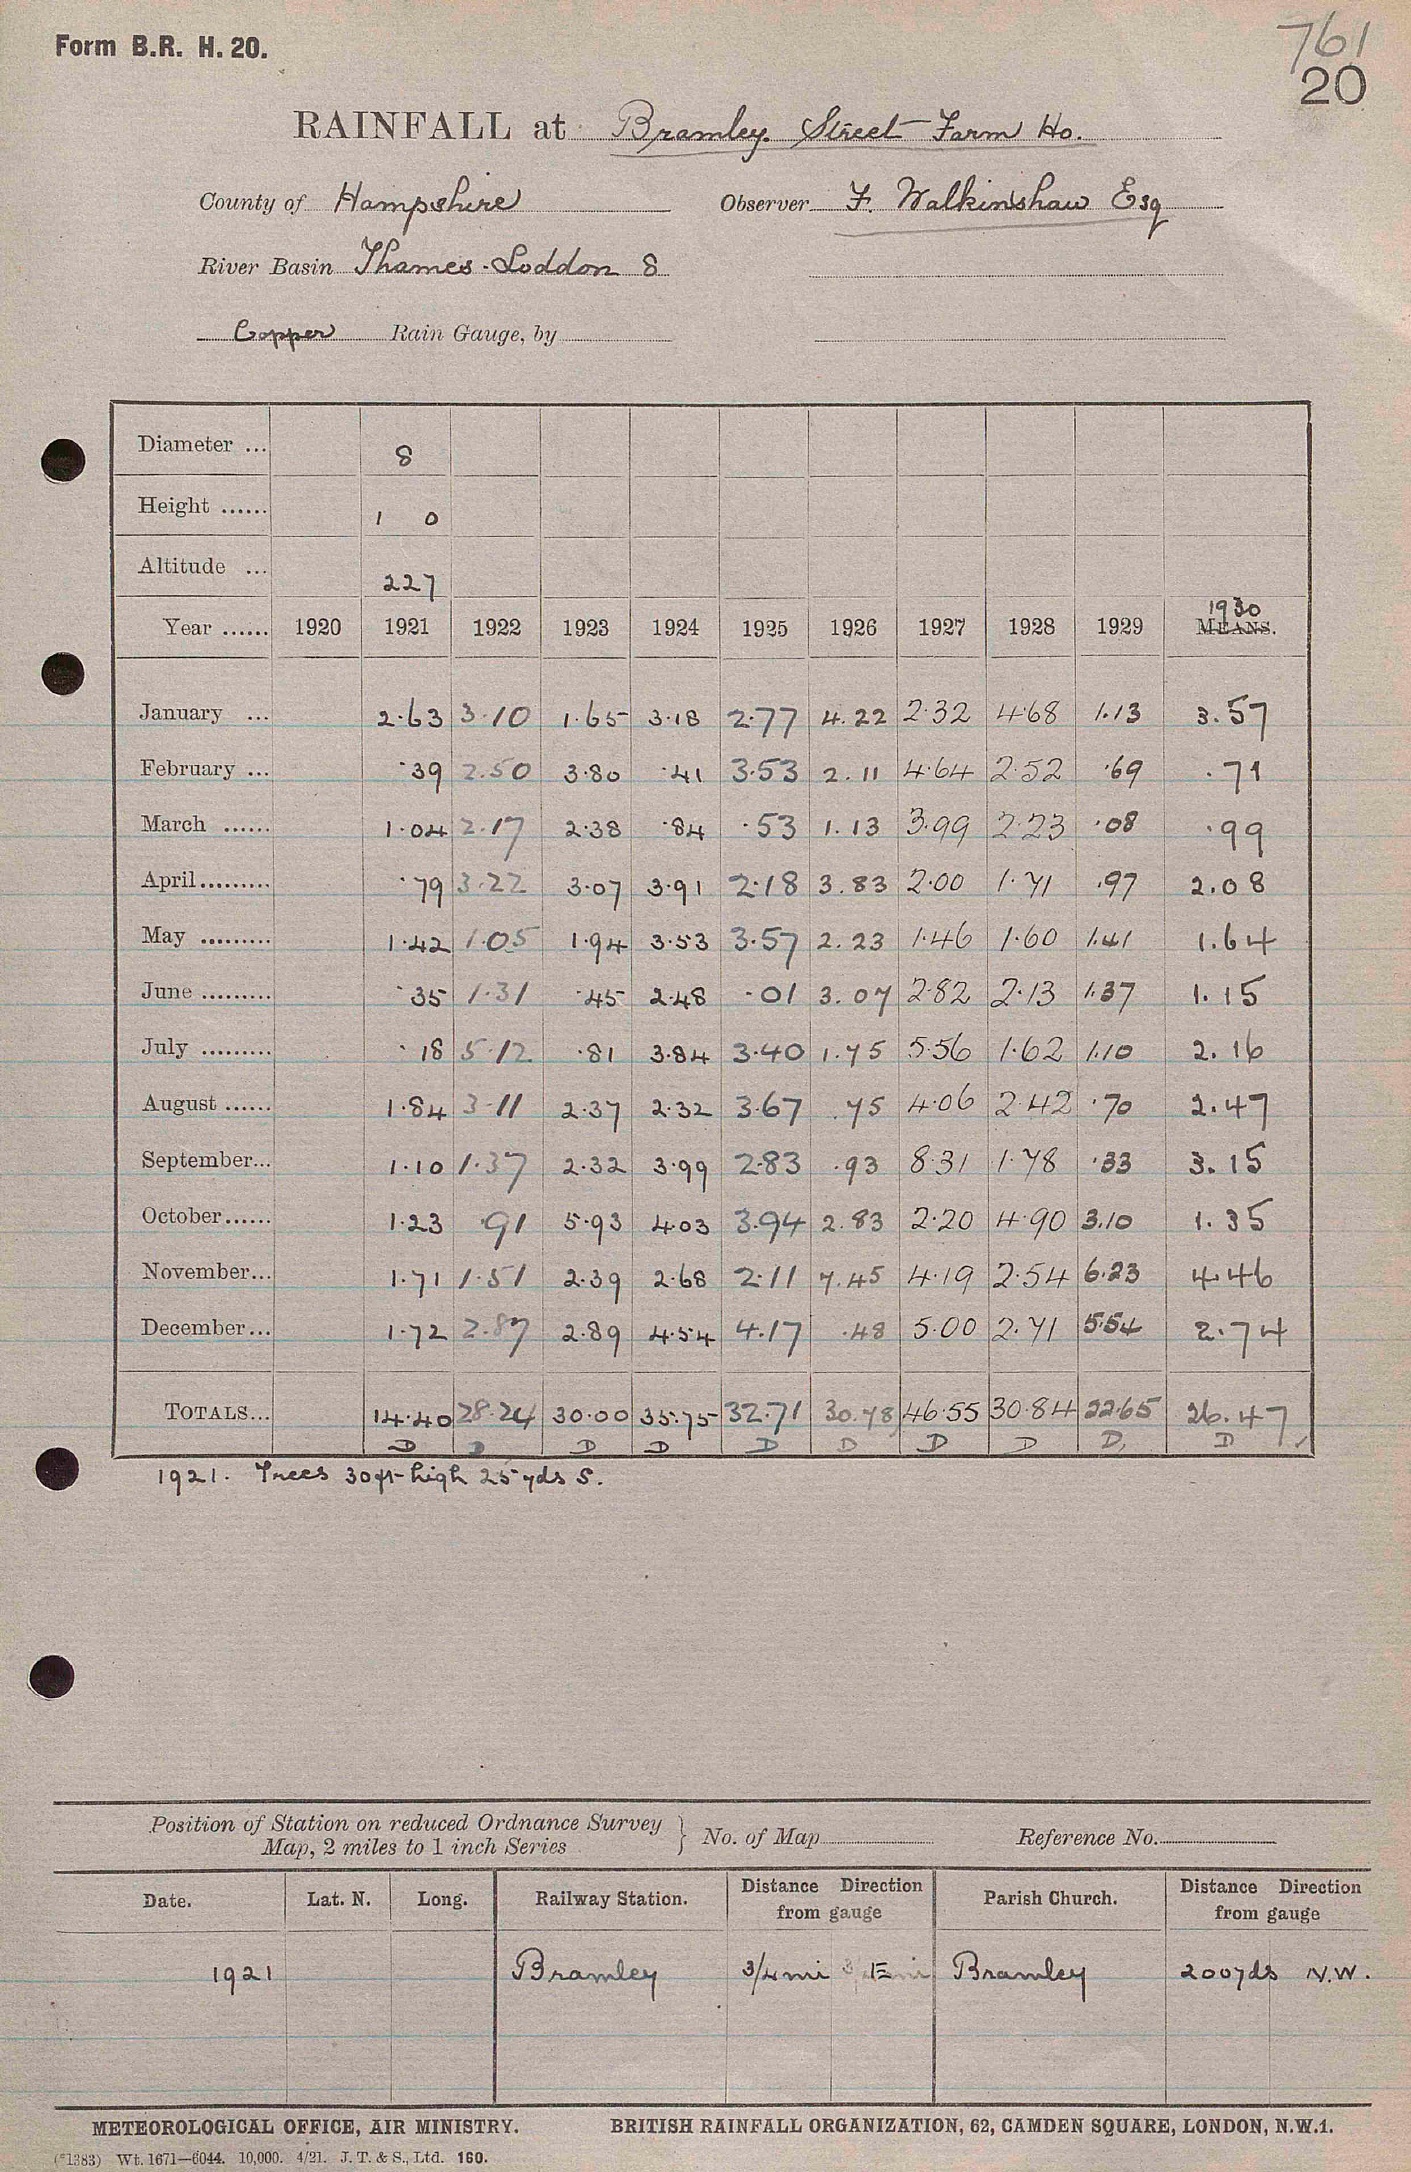 Form B.R. H. 20.
761
20
RAINFALL at Bramley. Street Farm Ho.
County of Hampshire Observer F. Walkinshaw Esq
River Basin Thames. Loddon 8
Copper Rain Gauge, by
Diameter ... 8
Height ...... 1 0
Altitude ... 227
1930
Year ...... 1920 1921 1922 1923 1924 1925 1926 1927 1928 1929 MEANS.
January ... 2.63 3.10 1.65 3.18 2.77 4.22 2.32 4.68 1.13 3.57
February ... .39 2.50 3.80 .41 3.53 2.11 4.64 2.52 .69 .71
March ...... 1.04 2.17 2.38 .84 .53 1.13 3.99 2.23 .08 .99
April......... .79 3.22 3.07 3.91 2.18 3.83 2.00 1.71 .97 2.08
May ......... 1.42 1.05 1.94 3.53 3.57 2.23 1.46 1.60 1.41 1.64
June ......... .35 1.31 .45 2.48 .01 3.07 2.82 2.13 1.37 1.15
July ......... .18 5.12 .81 3.84 3.40 1.75 5.56 1.62 1.10 2.16
August ...... 1.84 3.11 2.37 2.32 3.67 .75 4.06 2.42 .70 2.47
September... 1.10 1.37 2.32 3.99 2.83 .93 8.31 1.78 .33 3.15
October...... 1.23 .91 5.93 4.03 3.94 2.83 2.20 4.90 3.10 1.35
November... 1.71 1.51 2.39 2.68 2.11 7.45 4.19 2.54 6.23 4.46
December... 1.72 2.87 2.89 4.54 4.17 .48 5.00 2.71 5.54 2.74
TOTALS... 14.40 28.24 30.00 35.75 32.71 30.78 46.55 30.84 22.65 26.47
D D D D D D D D D D ✓
1921. Trees 30ft high 25 yds S.
Position of Station on reduced Ordnance Survey
Map, 2 miles to 1 inch Series } No. of Map Reference No.
Date. Lat. N. Long. Railway Station. Distance Direction from gauge Parish Church. Distance Direction from gauge
1921 Bramley 3/4 mi E Bramley 200 yds N.W.
METEOROLOGICAL OFFICE, AIR MINISTRY. BRITISH RAINFALL ORGANIZATION, 62, CAMDEN SQUARE, LONDON, N.W.1.
(*1383) Wt. 1671—6044. 10,000. 4/21. J. T. & S., Ltd. 160.